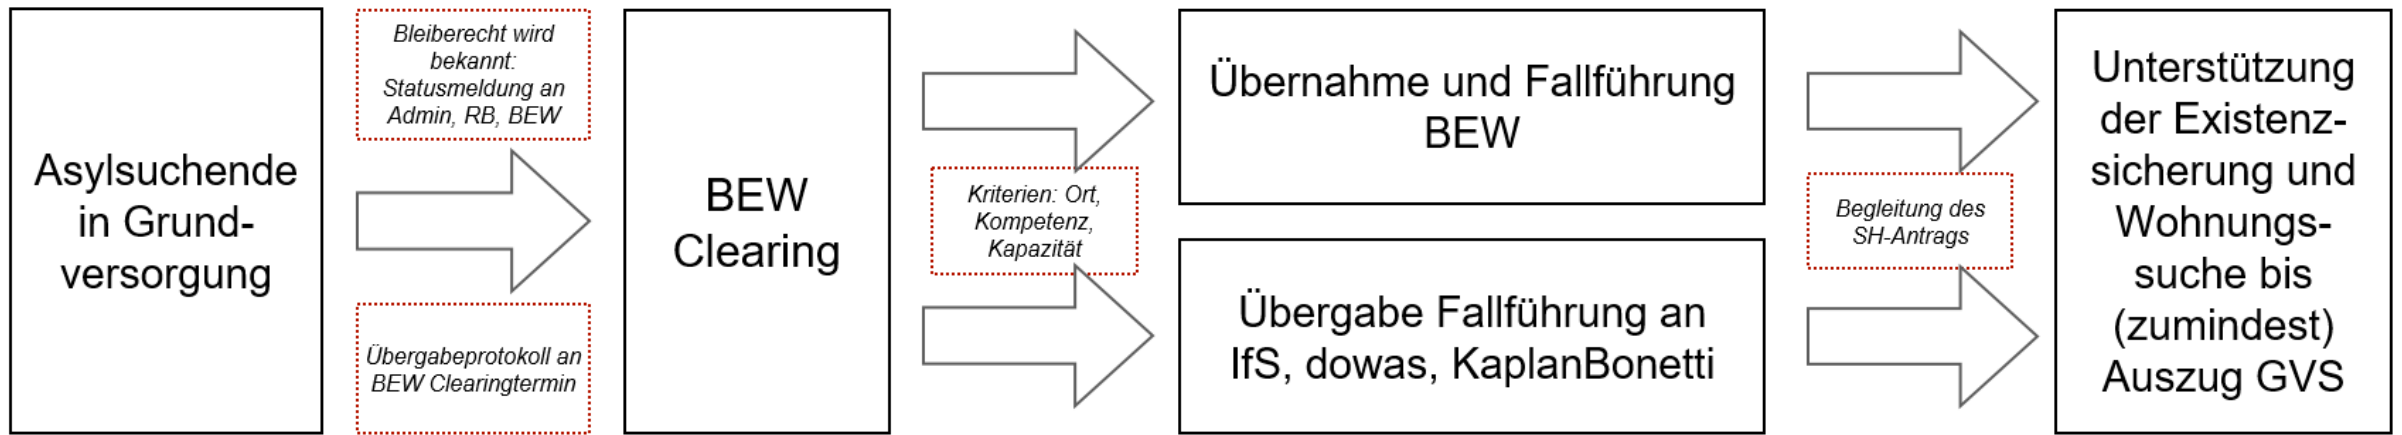 Asylsuchende
in Grund-
versorgung
Bleiberecht wird
bekannt:
Statusmeldung an
Admin, RB, BEW
Übergabeprotokoll an
BEW Clearingtermin
BEW
Clearing
Kriterien: Ort,
Kompetenz,
Kapazität
Übernahme und Fallführung
BEW
Übergabe Fallführung an
IfS, dowas, KaplanBonetti
Begleitung des
SH-Antrags
Unterstützung
der Existenz-
sicherung und
Wohnungs-
suche bis
(zumindest)
Auszug GVS